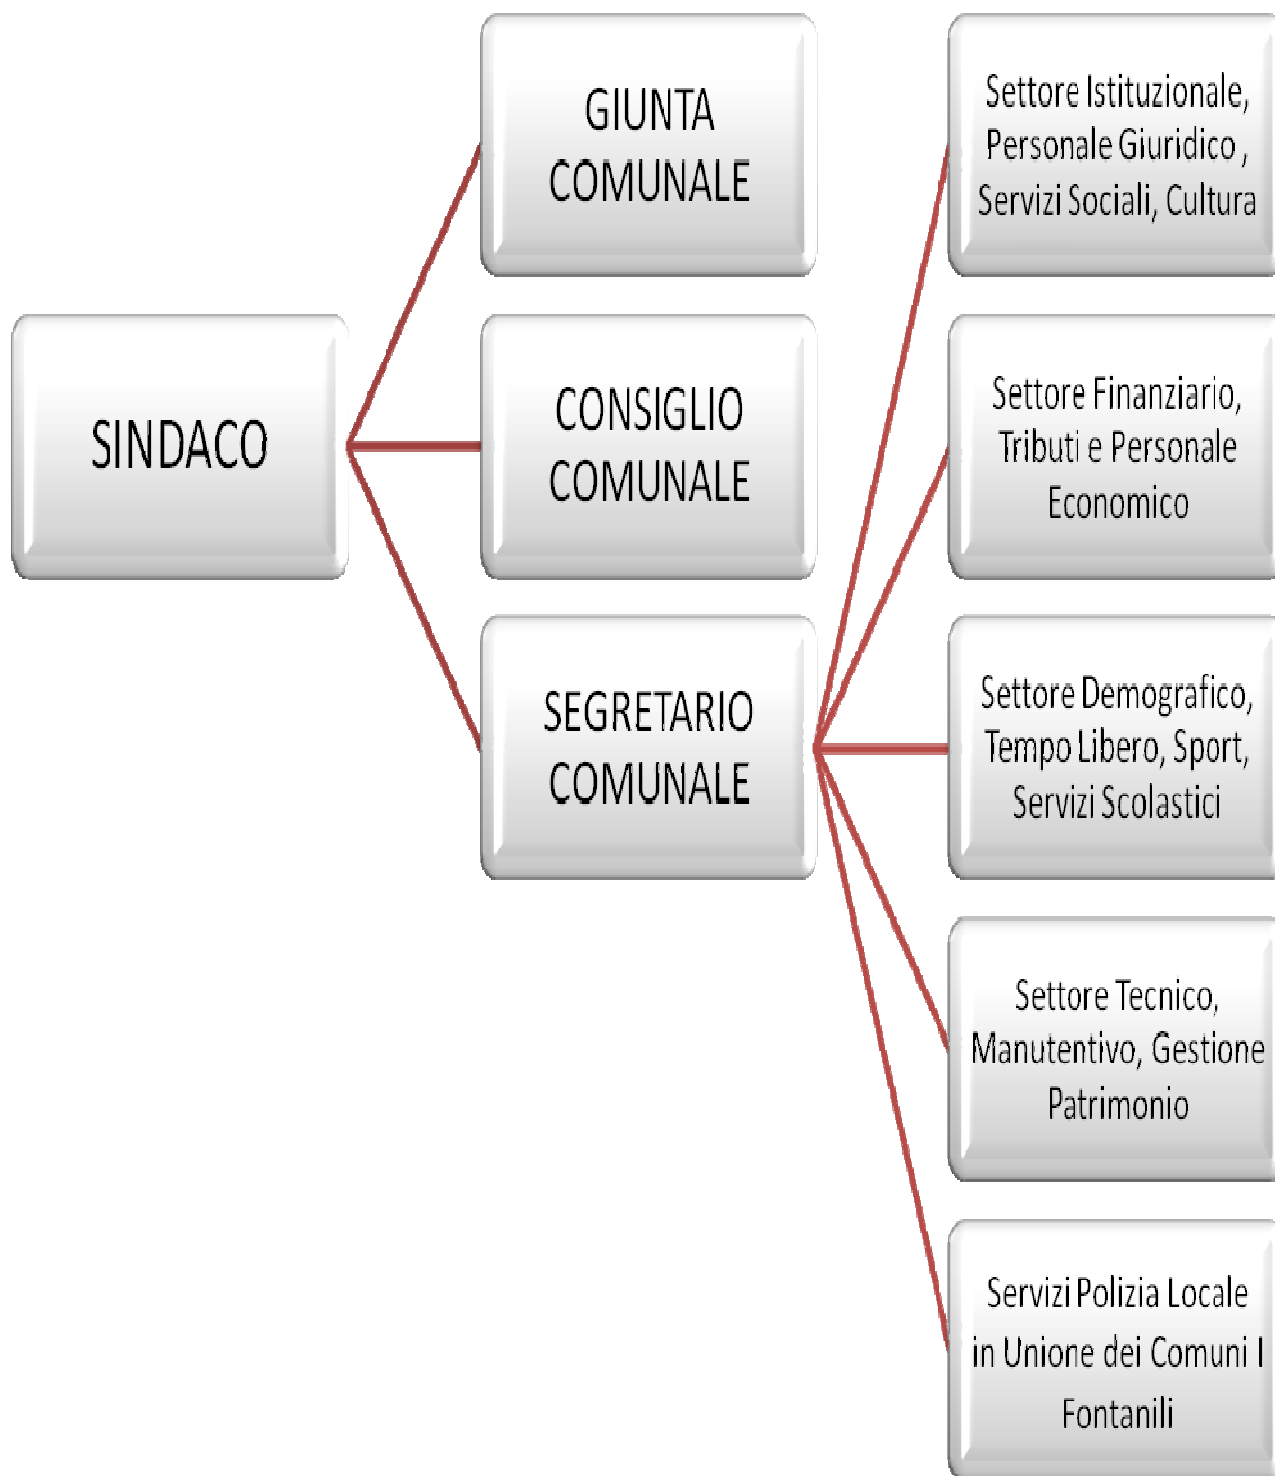 SINDACO
GIUNTA
COMUNALE
CONSIGLIO
COMUNALE
SEGRETARIO
COMUNALE
Settore Istituzionale,
Personale Giuridico ,
Servizi Sociali, Cultura
Settore Finanziario,
Tributi e Personale
Economico
Settore Demografico,
Tempo Libero, Sport,
Servizi Scolastici
Settore Tecnico,
Manutentivo, Gestione
Patrimonio
Servizi Polizia Locale
in Unione dei Comuni I
Fontanili